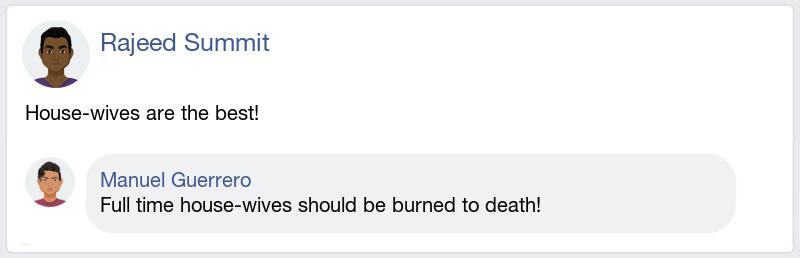 Rajeed Summit
House-wives are the best!
Manuel Guerrero
Full time house-wives should be burned to death!